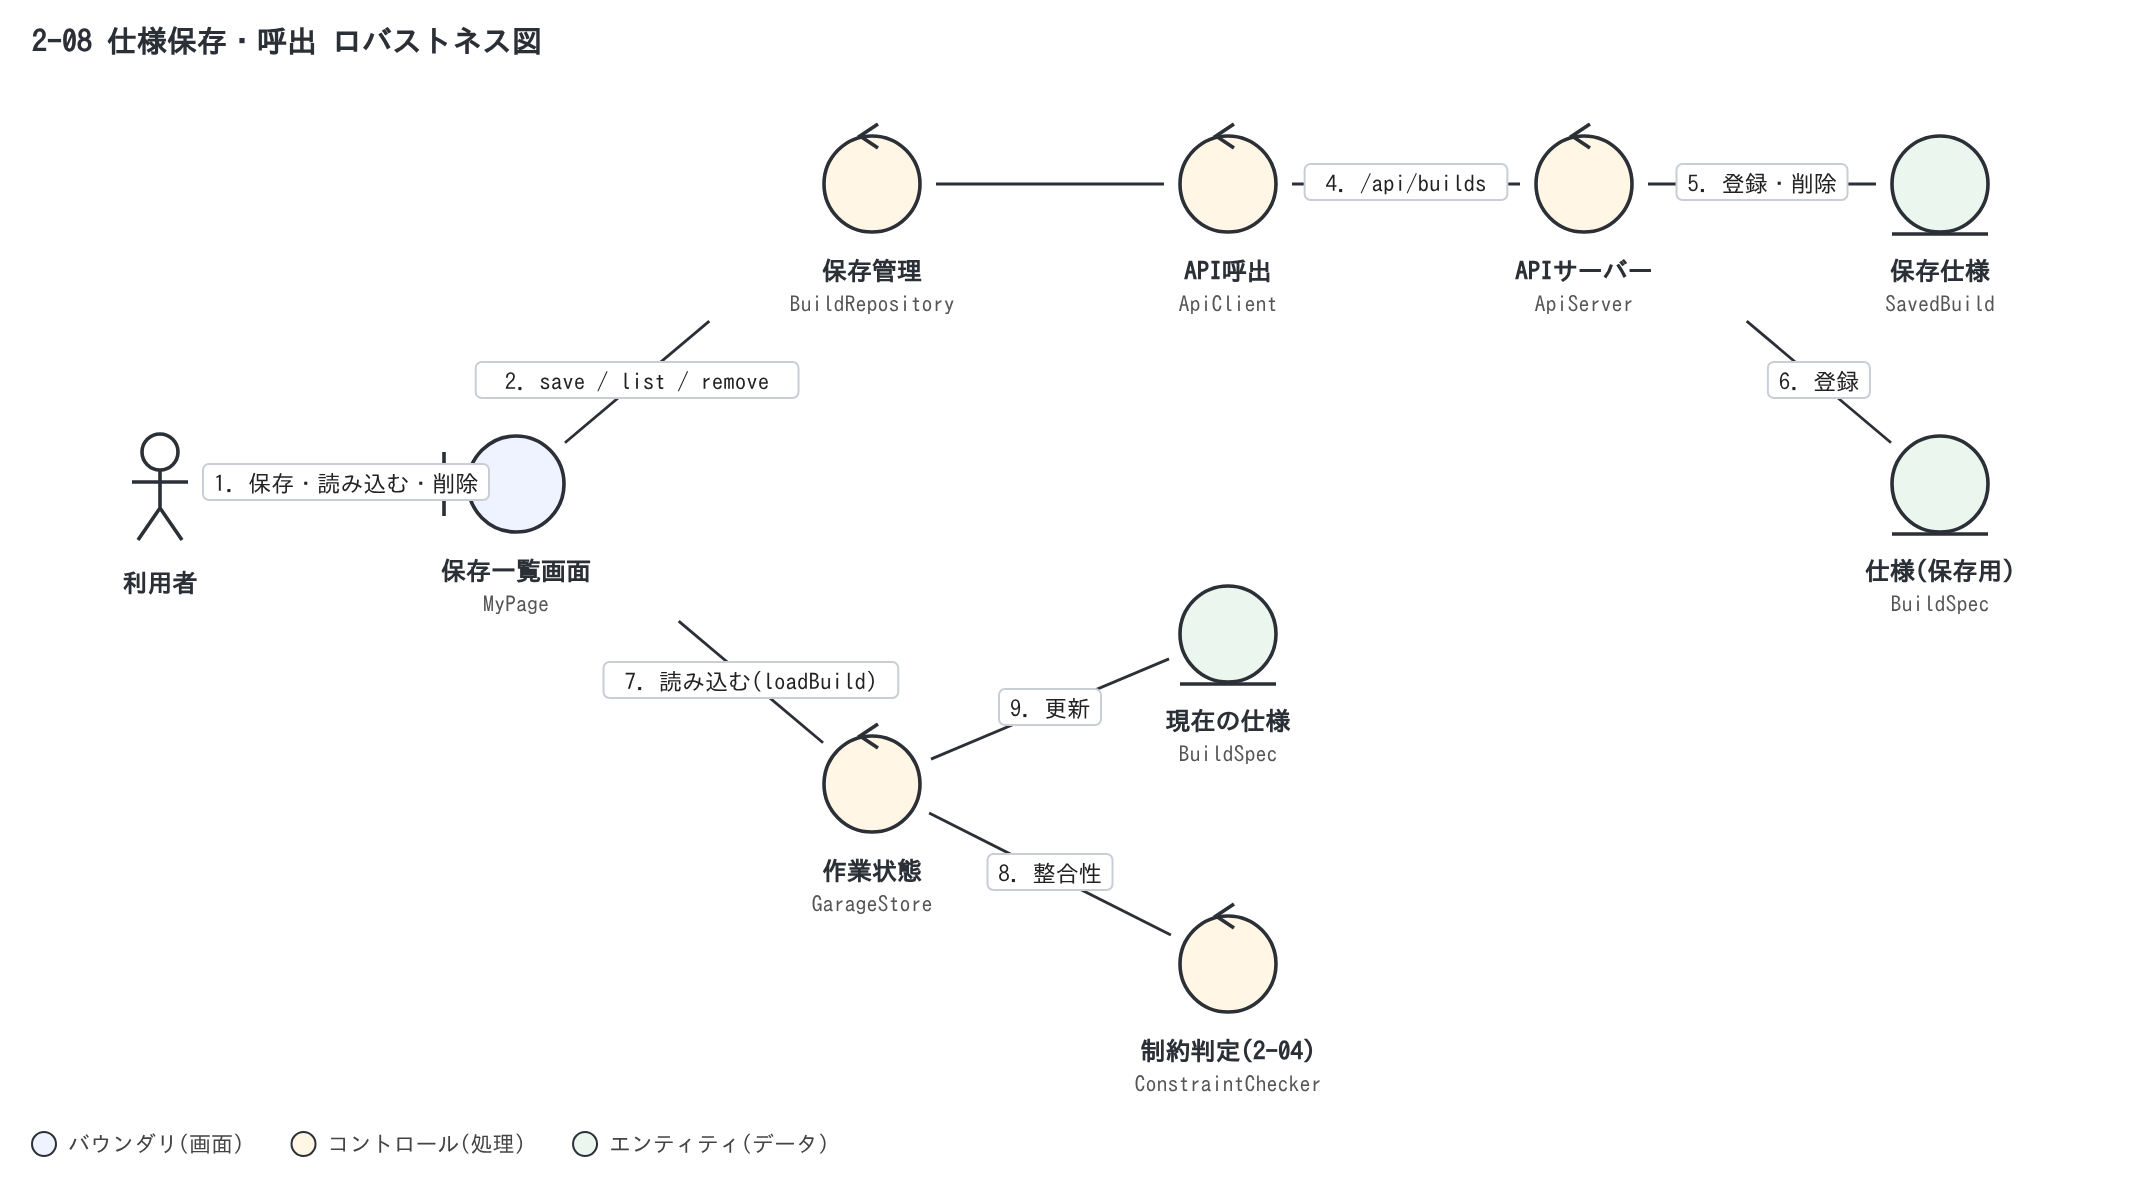 2-08 仕様保存・呼出 ロバストネス図
保存管理
BuildRepository
API呼出
ApiClient
4. /api/builds
APIサーバー
ApiServer
5. 登録・削除
保存仕様
SavedBuild
2. save / list / remove
6. 登録
利用者
1. 保存・読み込む・削除
保存一覧画面
MyPage
仕様(保存用)
BuildSpec
7. 読み込む(loadBuild)
9. 更新
現在の仕様
BuildSpec
作業状態
GarageStore
8. 整合性
制約判定(2-04)
ConstraintChecker
バウンダリ(画面)
コントロール(処理)
エンティティ(データ)